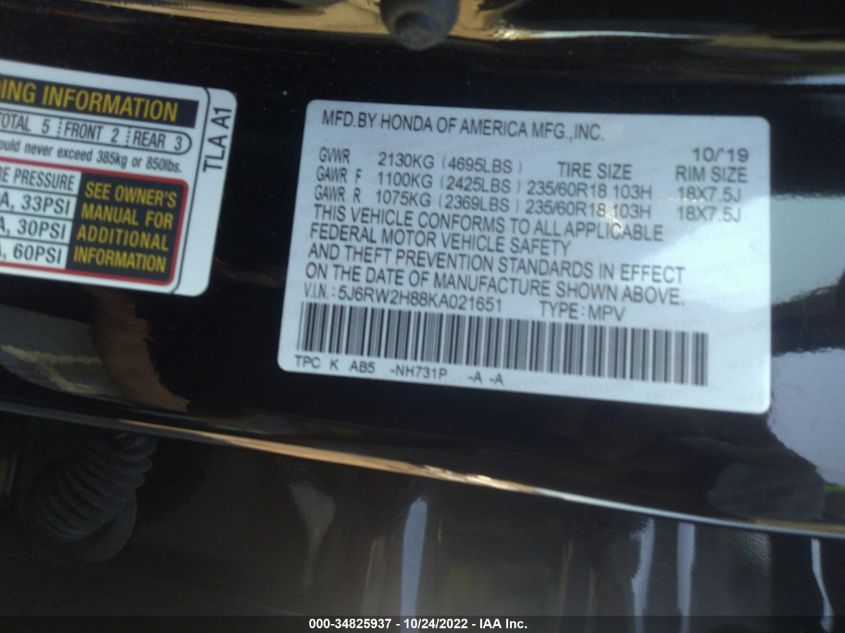 DING INFORMATION
TOTAL 5 FRONT 2 REAR 3
ould never exceed 385kg or 850lbs.
RE PRESSURE
A, 33PSI
A, 30PSI
A, 60PSI
SEE OWNER'S
MANUAL FOR
ADDITIONAL
INFORMATION
TLA A1
MFD.BY HONDA OF AMERICA MFG.,INC.
10/'19
GVWR 2130KG (4695LBS) TIRE SIZE RIM SIZE
GAWR F 1100KG (2425LBS) 235/60R18 103H 18X7.5J
GAWR R 1075KG (2369LBS) 235/60R18 103H 18X7.5J
THIS VEHICLE CONFORMS TO ALL APPLICABLE
FEDERAL MOTOR VEHICLE SAFETY
AND THEFT PREVENTION STANDARDS IN EFFECT
ON THE DATE OF MANUFACTURE SHOWN ABOVE.
V.I.N.: 5J6RW2H88KA021651 TYPE: MPV
TPC K AB5 -NH731P -A -A
000-34825937 - 10/24/2022 - IAA Inc.